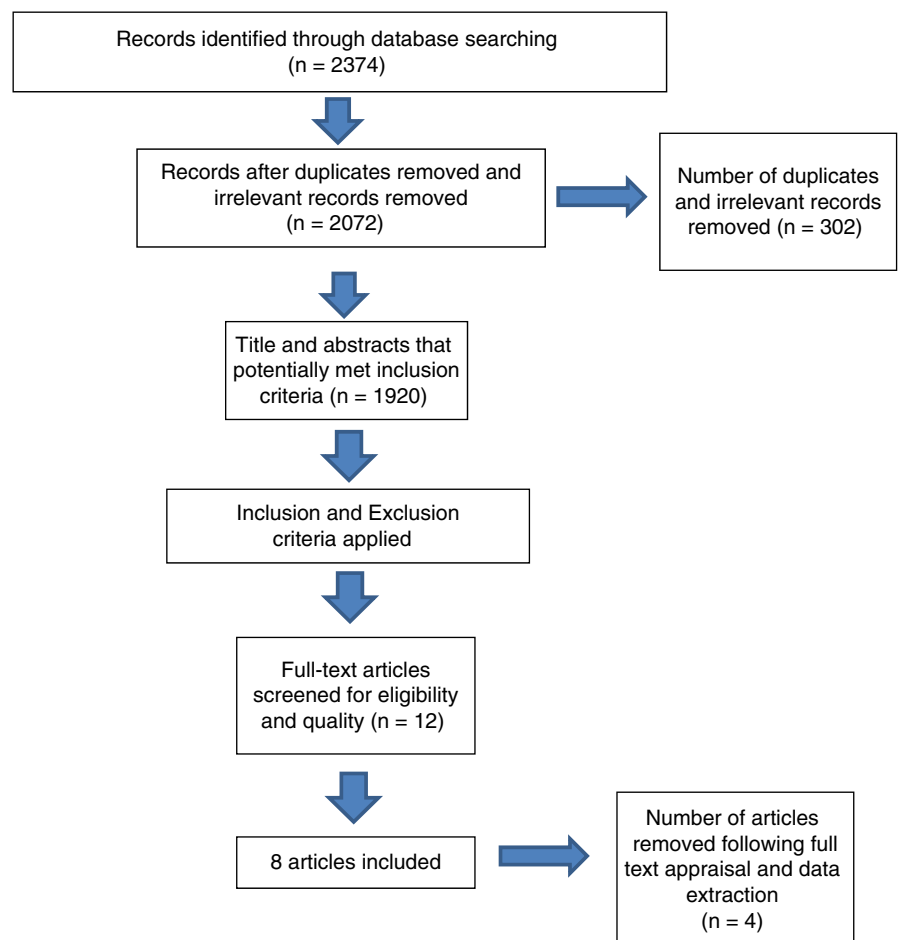 Records identified through database searching
(n = 2374)
Records after duplicates removed and
irrelevant records removed
(n = 2072)
Number of duplicates
and irrelevant records
removed (n = 302)
Title and abstracts that
potentially met inclusion
criteria (n = 1920)
Inclusion and Exclusion
criteria applied
Full-text articles
screened for eligibility
and quality (n = 12)
8 articles included
Number of articles
removed following full
text appraisal and data
extraction
(n = 4)